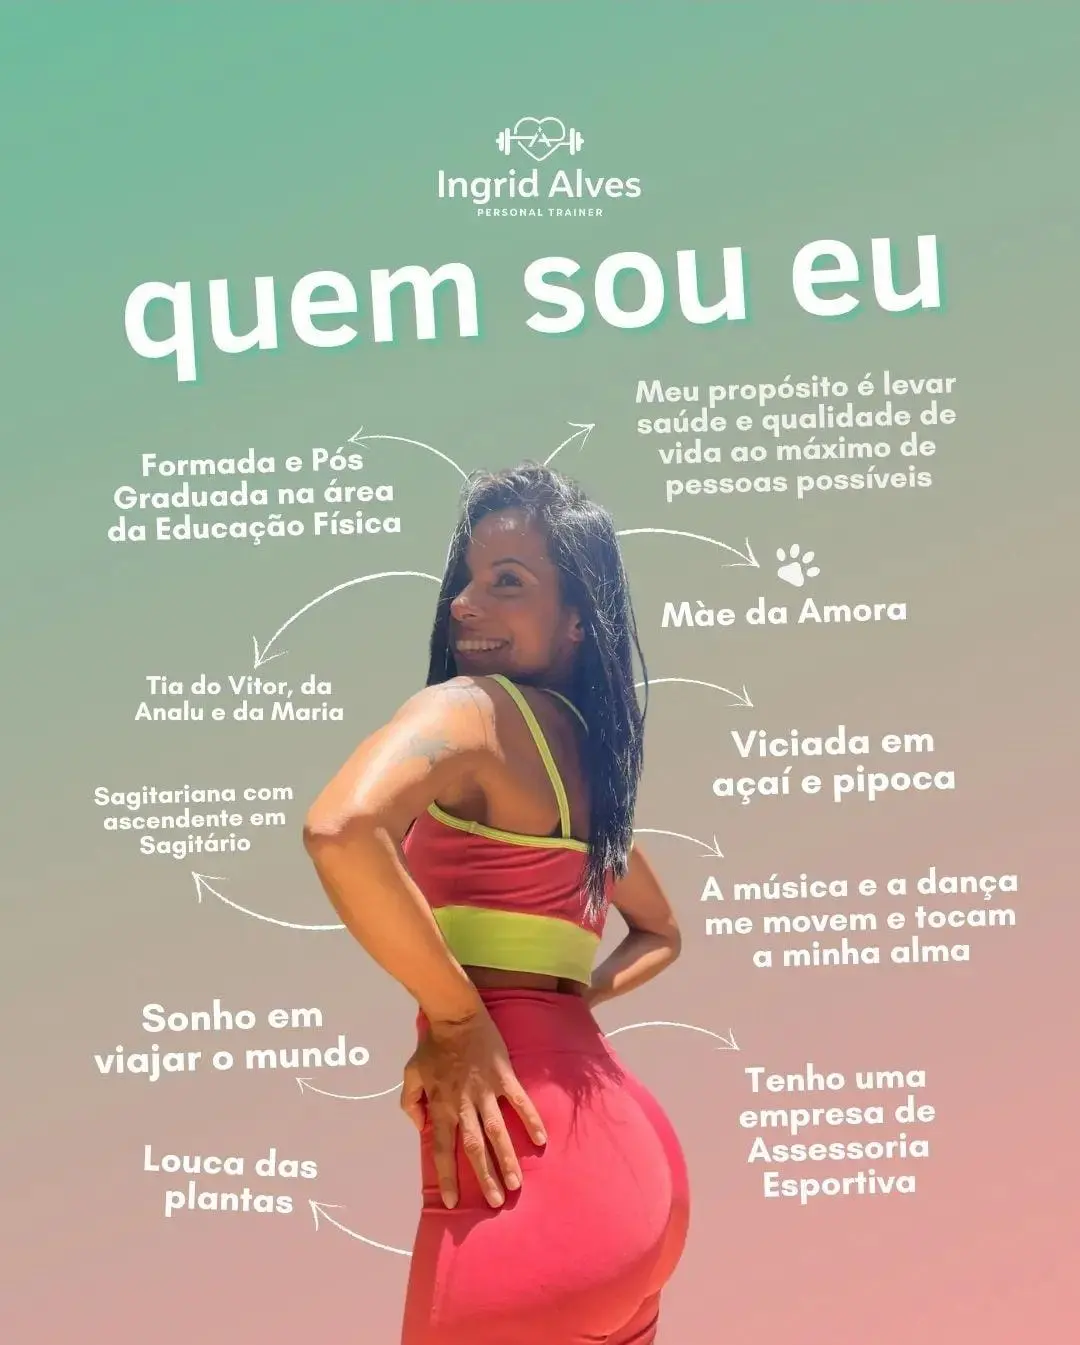 Ingrid Alves
PERSONAL TRAINER
quem sou eu
Meu propósito é levar
saúde e qualidade de
vida ao máximo de
pessoas possíveis
Formada e Pós
Graduada na área
da Educação Física
Màe da Amora
Tia do Vitor, da
Analu e da Maria
Viciada em
açaí e pipoca
Sagitariana com
ascendente em
Sagitário
A música e a dança
me movem e tocam
a minha alma
Sonho em
viajar o mundo
Tenho uma
empresa de
Assessoria
Esportiva
Louca das
plantas